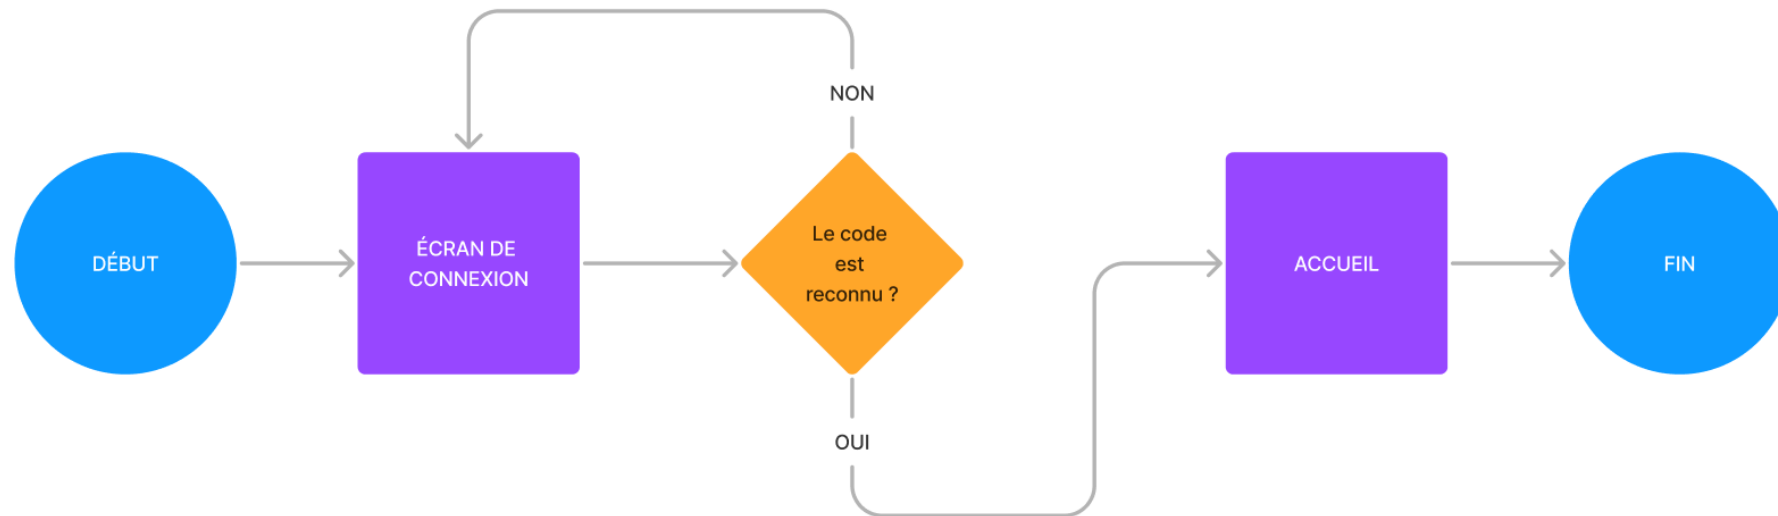 NON
DÉBUT
ÉCRAN DE
CONNEXION
Le code
est
reconnu ?
ACCUEIL
FIN
OUI